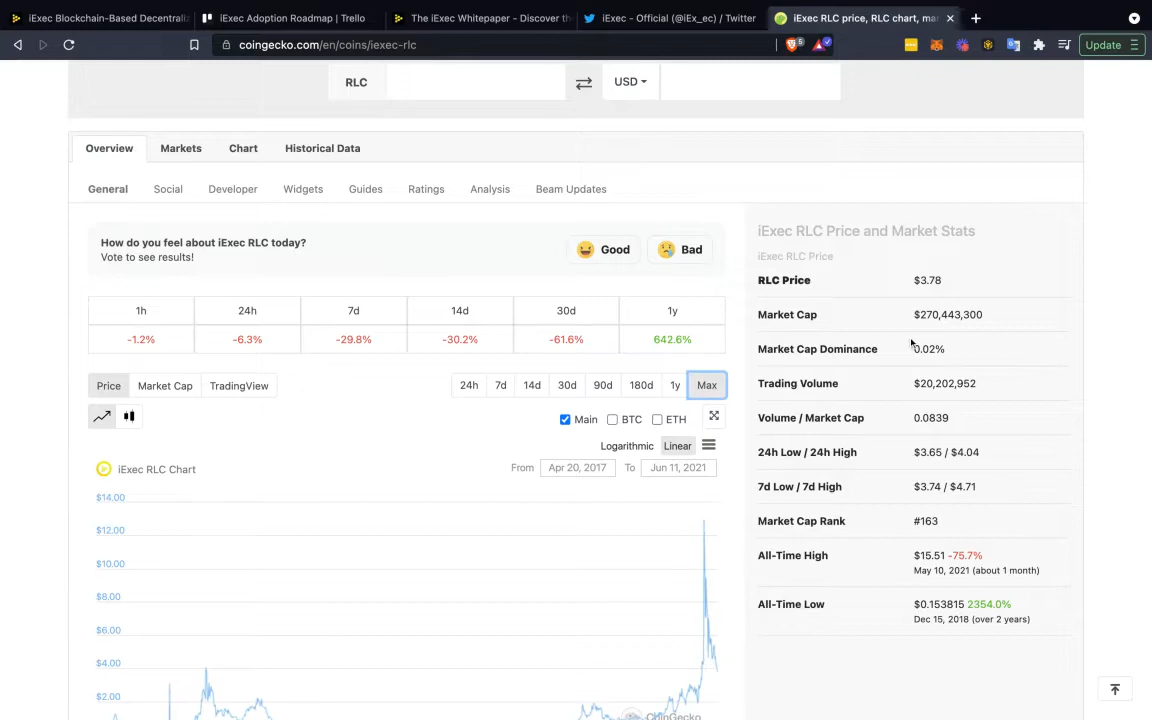 iExec Blockchain-Based Decentrali
iExec Adoption Roadmap | Trello
The iExec Whitepaper - Discover th
iExec - Official (@iEx_ec) / Twitter
iExec RLC price, RLC chart, ma
coingecko.com/en/coins/iexec-rlc
5
Update
RLC
USD
Overview
Markets
Chart
Historical Data
General
Social
Developer
Widgets
Guides
Ratings
Analysis
Beam Updates
How do you feel about iExec RLC today?
Vote to see results!
Good
Bad
1h 24h 7d 14d 30d 1y
-1.2% -6.3% -29.8% -30.2% -61.6% 642.6%
Price Market Cap TradingView
24h 7d 14d 30d 90d 180d 1y Max
Main BTC ETH
Logarithmic Linear
iExec RLC Chart
From Apr 20, 2017 To Jun 11, 2021
$14.00
$12.00
$10.00
$8.00
$6.00
$4.00
$2.00
CoinGecko
iExec RLC Price and Market Stats
iExec RLC Price
RLC Price $3.78
Market Cap $270,443,300
Market Cap Dominance 0.02%
Trading Volume $20,202,952
Volume / Market Cap 0.0839
24h Low / 24h High $3.65 / $4.04
7d Low / 7d High $3.74 / $4.71
Market Cap Rank #163
All-Time High $15.51 -75.7%
May 10, 2021 (about 1 month)
All-Time Low $0.153815 2354.0%
Dec 15, 2018 (over 2 years)